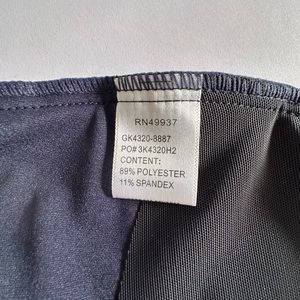 RN49937
GK4320-8887
PO# 3K4320H2
CONTENT:
89% POLYESTER
11% SPANDEX